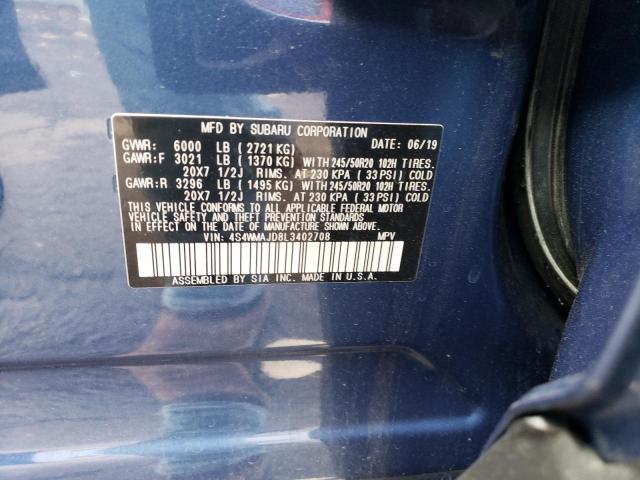 MFD BY SUBARU CORPORATION
GVWR: 6000 LB ( 2721 KG) DATE: 06/19
GAWR:F 3021 LB ( 1370 KG) WITH 245/50R20 102H TIRES.
20X7 1/2J RIMS. AT 230 KPA ( 33 PSI) COLD
GAWR:R 3296 LB ( 1495 KG) WITH 245/50R20 102H TIRES.
20X7 1/2J RIMS. AT 230 KPA ( 33 PSI) COLD
THIS VEHICLE CONFORMS TO ALL APPLICABLE FEDERAL MOTOR
VEHICLE SAFETY AND THEFT PREVENTION STANDARDS
IN EFFECT ON THE DATE OF MANUFACTURE SHOWN ABOVE.
VIN: 4S4WMAJD8L3402708 MPV
ASSEMBLED BY SIA INC. MADE IN U.S.A.